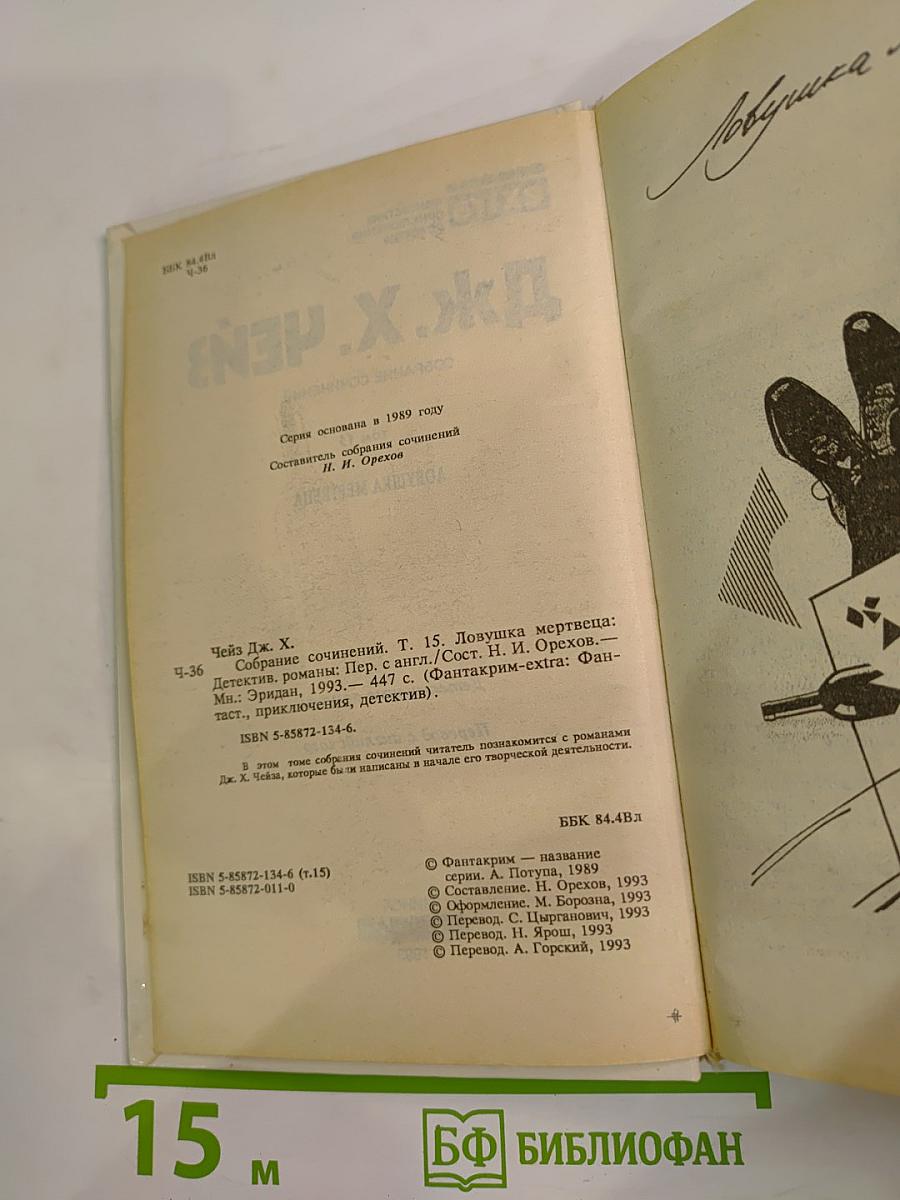 ББК 84.4Вл
Ч-36
Серия основана в 1989 году
Составитель собрания сочинений
Н. И. Орехов
Чейз Дж. Х.
Ч-36
Собрание сочинений. Т. 15. Ловушка мертвеца:
Детектив. романы: Пер. с англ./Сост. Н. И. Орехов.—
Мн.: Эридан, 1993.— 447 с. (Фантакрим-extra: Фан-
таст., приключения, детектив).
ISBN 5-85872-134-6.
В этом томе собрания сочинений читатель познакомится с романами
Дж. Х. Чейза, которые были написаны в начале его творческой деятельности.
ББК 84.4Вл
ISBN 5-85872-134-6 (т.15)
ISBN 5-85872-011-0
© Фантакрим — название
серии. А. Потупа, 1989
© Составление. Н. Орехов, 1993
© Оформление. М. Борозна, 1993
© Перевод. С. Цырганович, 1993
© Перевод. Н. Ярош, 1993
© Перевод. А. Горский, 1993
Ловушка
15 м
БФ БИБЛИОФАН